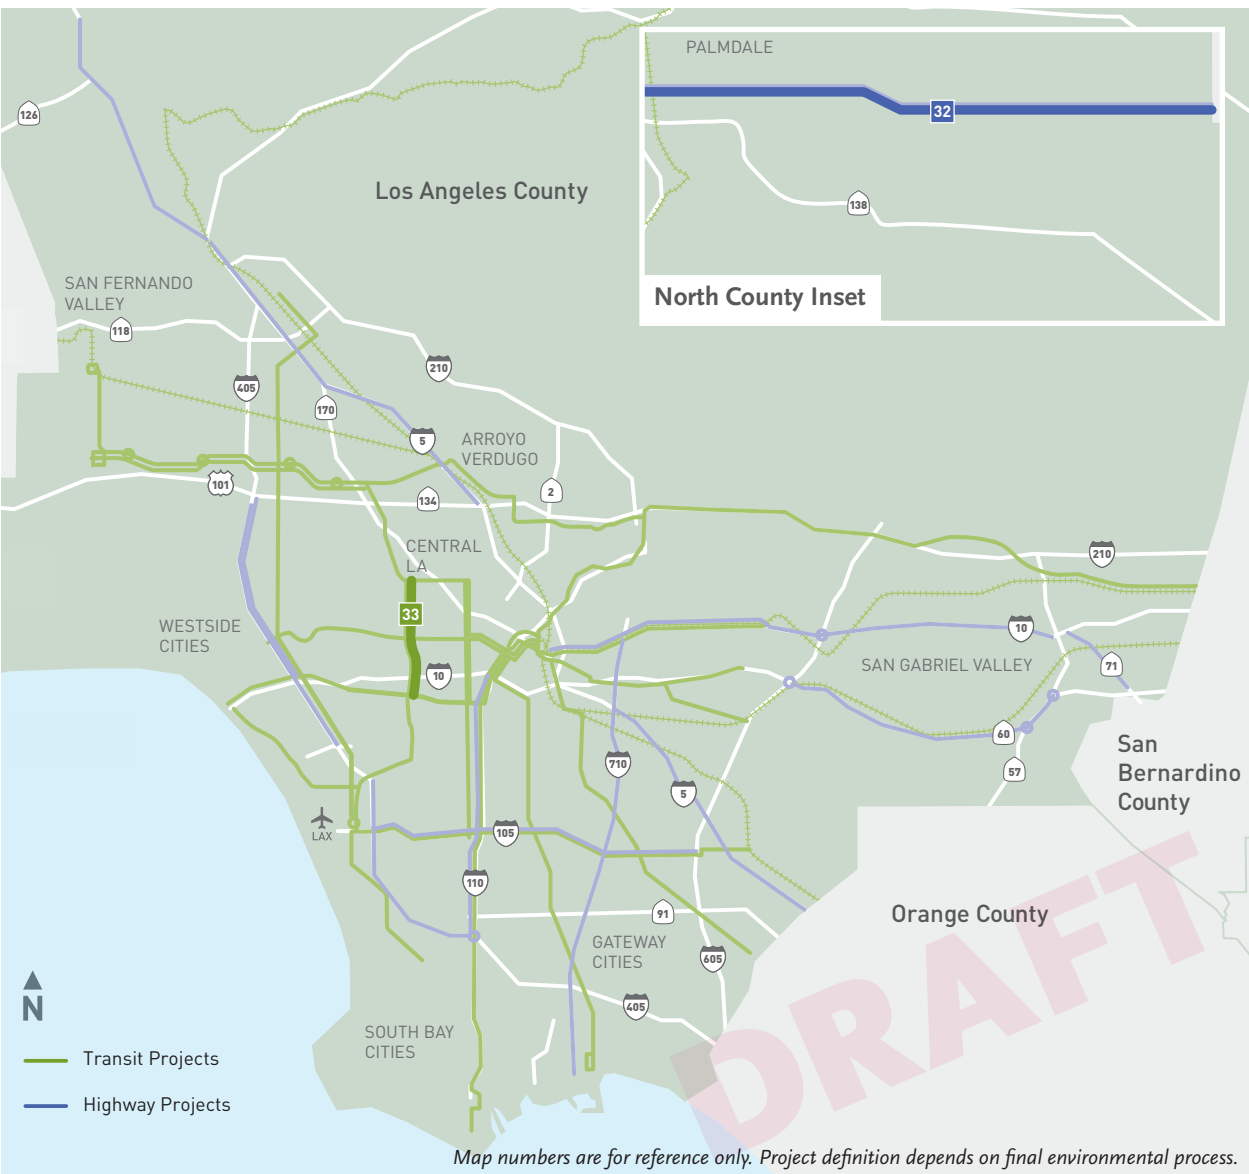 PALMDALE
32
126
138
Los Angeles County
North County Inset
SAN FERNANDO
VALLEY
118
210
405
170
5
ARROYO
VERDUGO
101
134
2
CENTRAL
LA
210
33
WESTSIDE
CITIES
10
10
SAN GABRIEL VALLEY
71
60
57
San
Bernardino
County
710
5
LAX
105
110
91
Orange County
GATEWAY
CITIES
605
405
N
SOUTH BAY
CITIES
Transit Projects
Highway Projects
DRAFT
Map numbers are for reference only. Project definition depends on final environmental process.